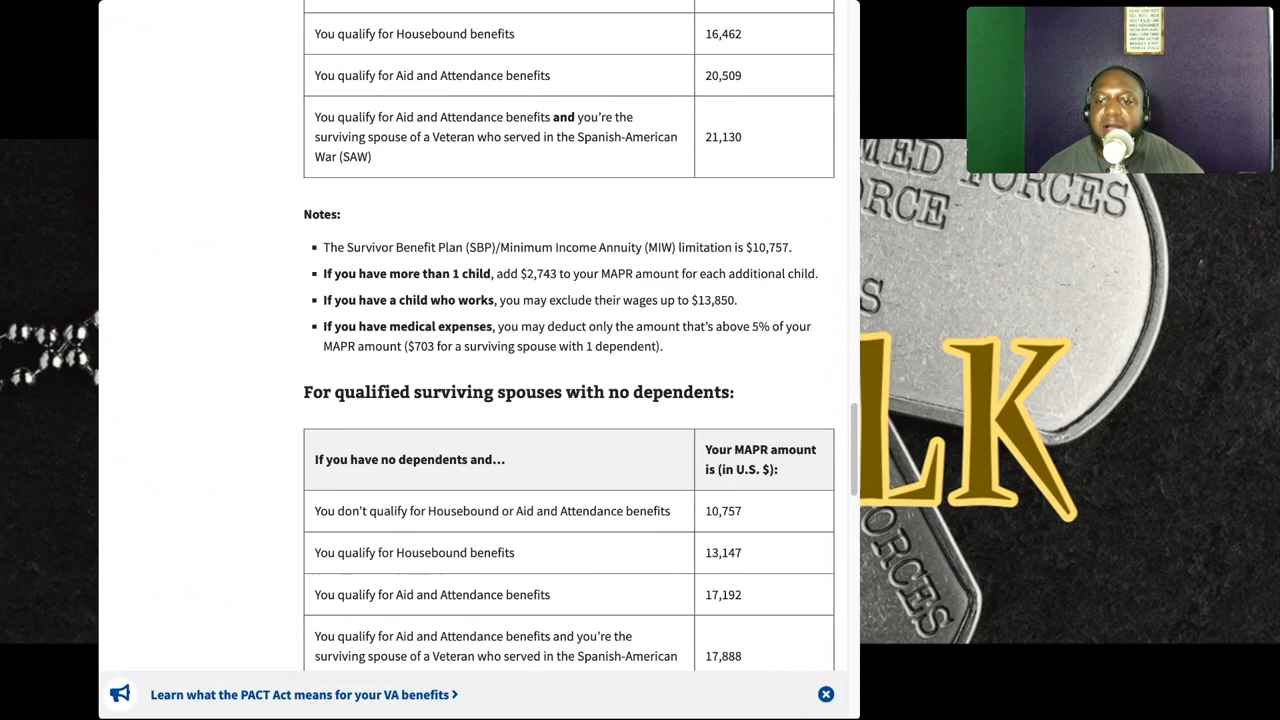 You qualify for Housebound benefits 16,462
You qualify for Aid and Attendance benefits 20,509
You qualify for Aid and Attendance benefits and you're the
surviving spouse of a Veteran who served in the Spanish-American
War (SAW)
21,130
Notes:
The Survivor Benefit Plan (SBP)/Minimum Income Annuity (MIW) limitation is $10,757.
If you have more than 1 child, add $2,743 to your MAPR amount for each additional child.
If you have a child who works, you may exclude their wages up to $13,850.
If you have medical expenses, you may deduct only the amount that's above 5% of your
MAPR amount ($703 for a surviving spouse with 1 dependent).
For qualified surviving spouses with no dependents:
If you have no dependents and...
Your MAPR amount
is (in U.S. $):
You don't qualify for Housebound or Aid and Attendance benefits 10,757
You qualify for Housebound benefits 13,147
You qualify for Aid and Attendance benefits 17,192
You qualify for Aid and Attendance benefits and you're the
surviving spouse of a Veteran who served in the Spanish-American
17,888
Learn what the PACT Act means for your VA benefits
MED FORCES
ORCE
S
LK
FORCES